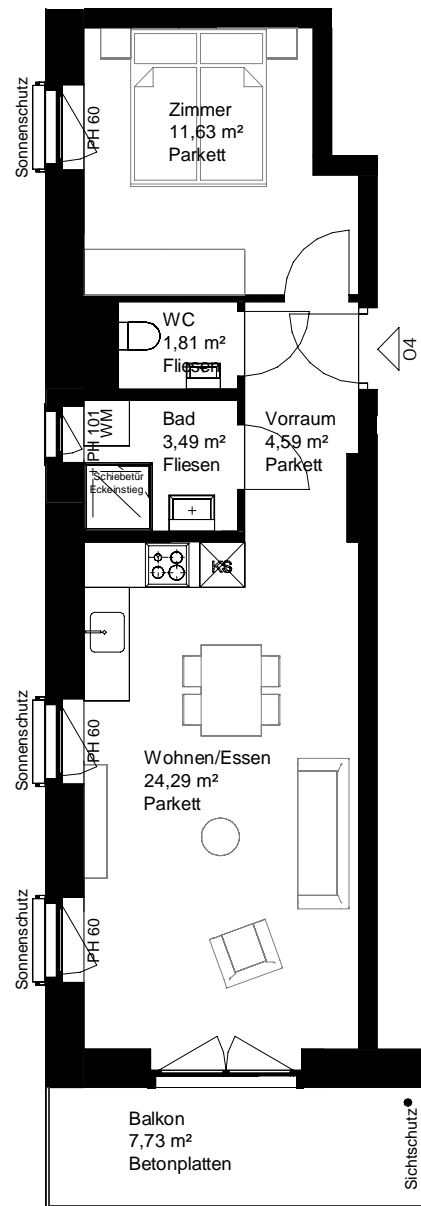 Zimmer
11,63 m²
Parkett
Sonnenschutz
PH 60
WC
1,81 m²
Fliesen
04
PH 101
WM
Bad
3,49 m²
Fliesen
Vorraum
4,59 m²
Parkett
Schiebetür
Eckeinstieg
KS
Sonnenschutz
PH 60
Wohnen/Essen
24,29 m²
Parkett
Sonnenschutz
PH 60
Balkon
7,73 m²
Betonplatten
Sichtschutz